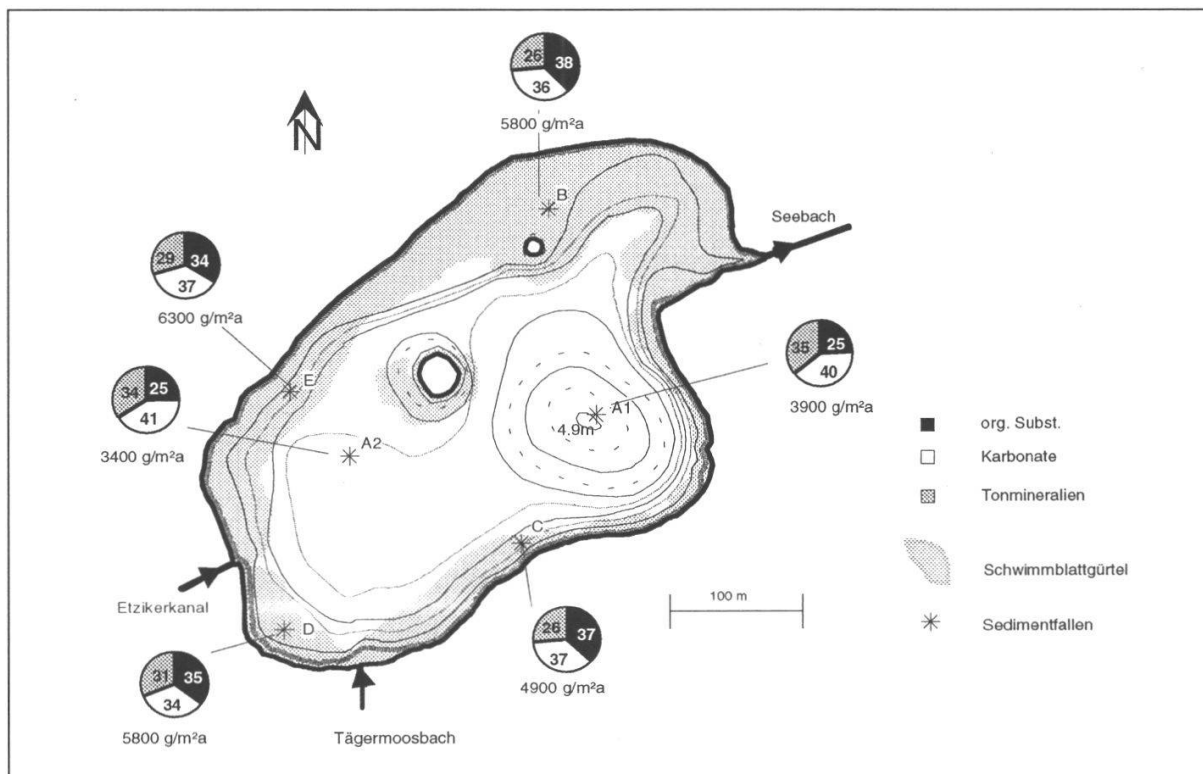 26 38
36
5800 g/m²a
N
B
Seebach
29 34
37
6300 g/m²a
E
34 25
41
3400 g/m²a
A2
35 25
40
3900 g/m²a
A1
4.9m
org. Subst.
Karbonate
Tonmineralien
Schwimmblattgürtel
Sedimentfallen
C
100 m
Etzikerkanal
D
26 37
37
4900 g/m²a
31 35
34
5800 g/m²a
Tägermoosbach